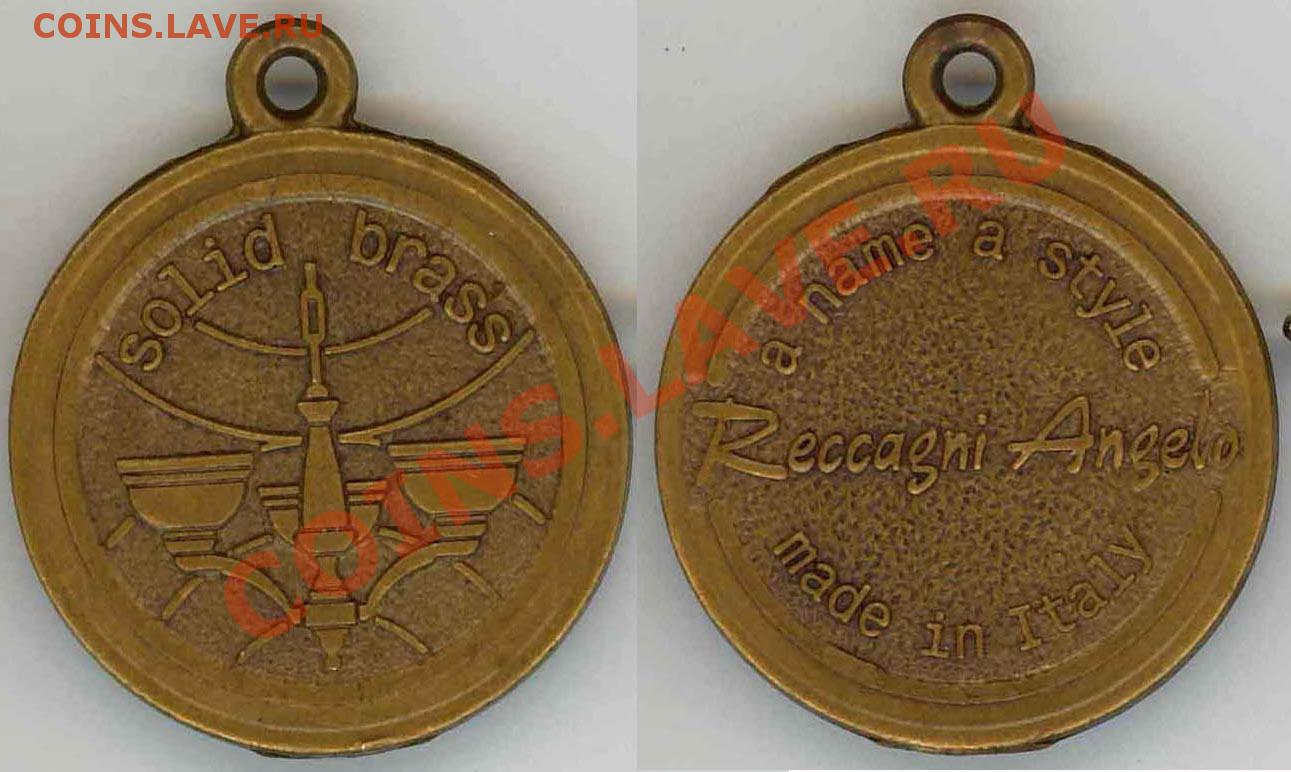 COINS.LAVE.RU
solid brass
a name a style
Reccagni Angelo
made in Italy
COINS.LAVE.RU